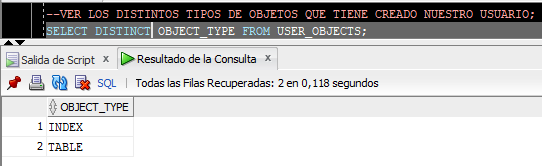 --VER LOS DISTINTOS TIPOS DE OBJETOS QUE TIENE CREADO NUESTRO USUARIO;
SELECT DISTINCT OBJECT_TYPE FROM USER_OBJECTS;
Salida de Script x Resultado de la Consulta x
SQL | Todas las Filas Recuperadas: 2 en 0,118 segundos
OBJECT_TYPE
1 INDEX
2 TABLE